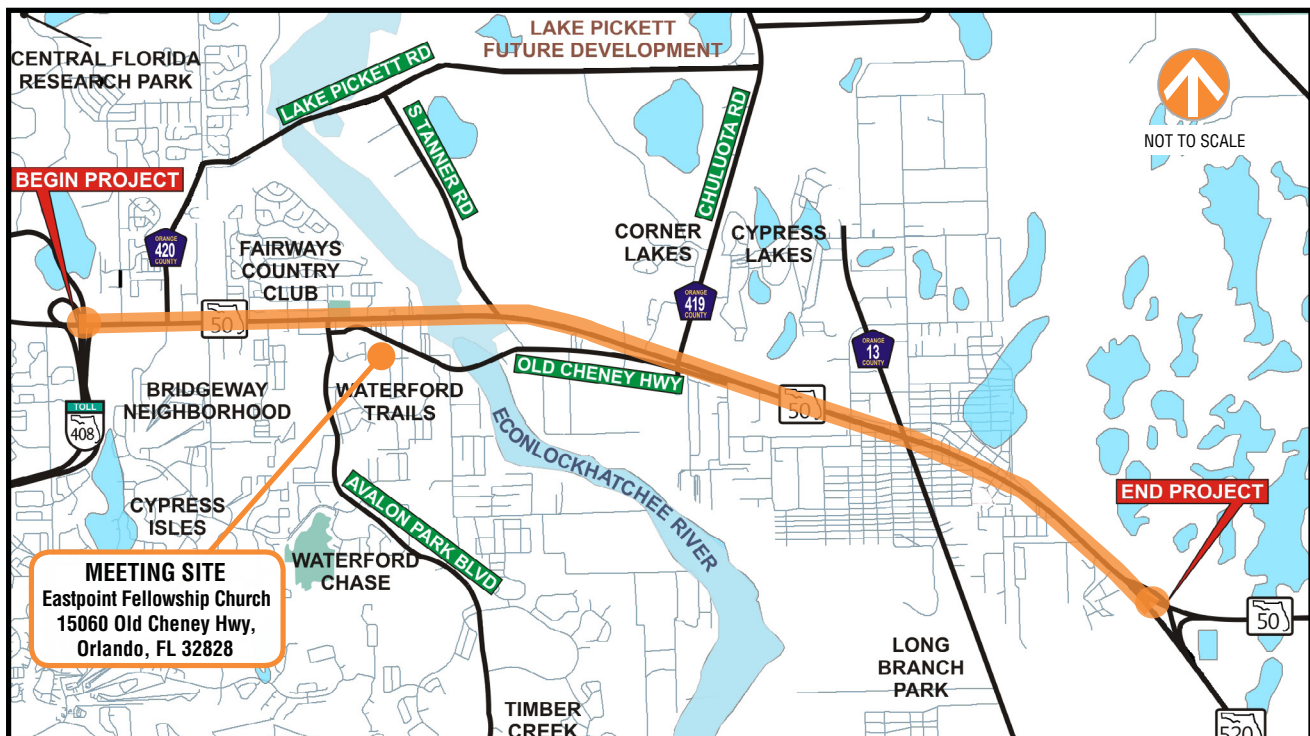 CENTRAL FLORIDA
RESEARCH PARK
LAKE PICKETT
FUTURE DEVELOPMENT
LAKE PICKETT RD
S TANNER RD
CHULUOTA RD
NOT TO SCALE
BEGIN PROJECT
ORANGE
420
COUNTY
FAIRWAYS
COUNTRY
CLUB
CORNER
LAKES
CYPRESS
LAKES
ORANGE
419
COUNTY
ORANGE
13
COUNTY
50
OLD CHENEY HWY
50
BRIDGEWAY
NEIGHBORHOOD
WATERFORD
TRAILS
TOLL
408
ECONLOCKHATCHEE RIVER
CYPRESS
ISLES
AVALON PARK BLVD
END PROJECT
WATERFORD
CHASE
MEETING SITE
Eastpoint Fellowship Church
15060 Old Cheney Hwy,
Orlando, FL 32828
50
LONG
BRANCH
PARK
TIMBER
CREEK
520